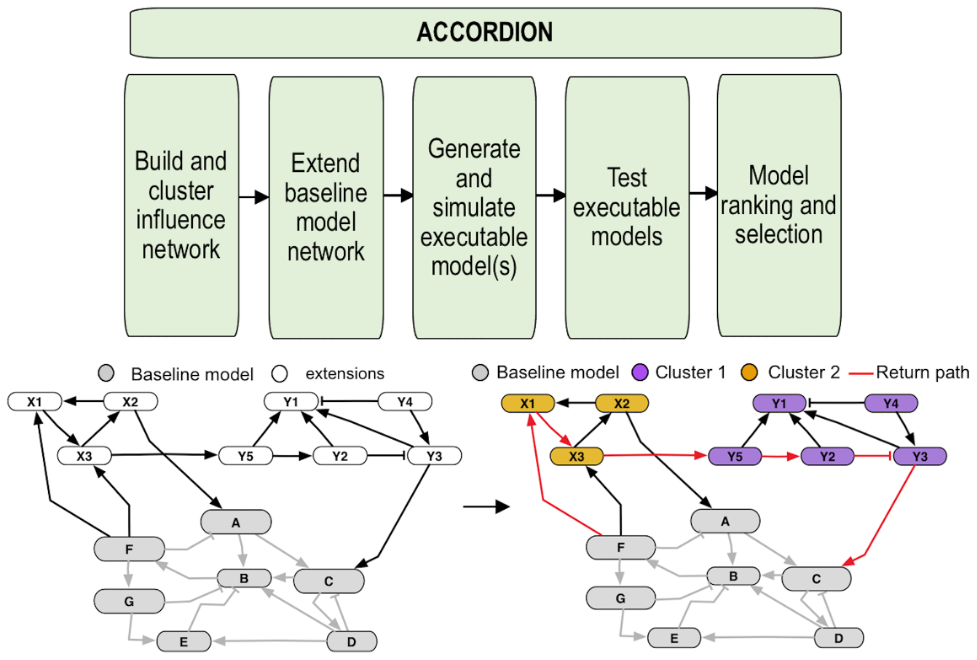 ACCORDION
Build and
cluster
influence
network
Extend
baseline
model
network
Generate
and
simulate
executable
model(s)
Test
executable
models
Model
ranking and
selection
Baseline model extensions
X1 X2 Y1 Y4
X3 Y5 Y2 Y3
A
F
B C
G
E D
Baseline model Cluster 1 Cluster 2 Return path
X1 X2 Y1 Y4
X3 Y5 Y2 Y3
A
F
B C
G
E D